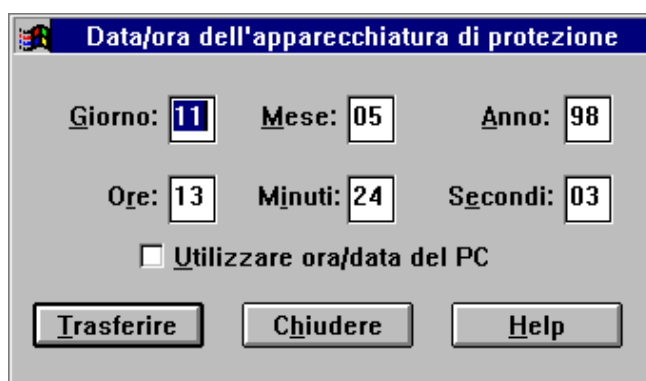 Data/ora dell'apparecchiatura di protezione
Giorno: 11 Mese: 05 Anno: 98
Ore: 13 Minuti: 24 Secondi: 03
Utilizzare ora/data del PC
Trasferire Chiudere Help